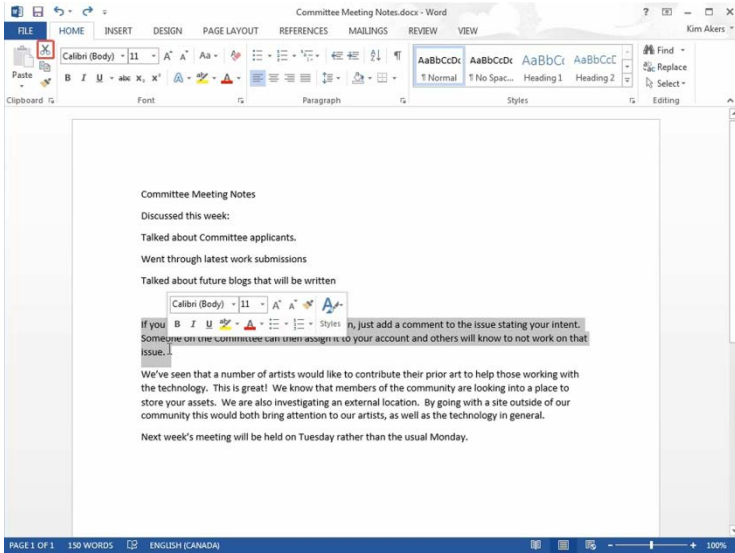 Committee Meeting Notes.docx - Word
FILE HOME INSERT DESIGN PAGE LAYOUT REFERENCES MAILINGS REVIEW VIEW Kim Akers
Paste
Calibri (Body) 11
Aa
B I U abc x₂ x²
¶
AaBbCcDc AaBbCcDc AaBbCc AaBbCcC
¶ Normal ¶ No Spac... Heading 1 Heading 2
Find
Replace
Select
Clipboard Font Paragraph Styles Editing
Committee Meeting Notes
Discussed this week:
Talked about Committee applicants.
Went through latest work submissions
Talked about future blogs that will be written
Calibri (Body) 11
B I U Styles
If you n, just add a comment to the issue stating your intent.
Someone on the Committee can then assign it to your account and others will know to not work on that
issue.
We've seen that a number of artists would like to contribute their prior art to help those working with
the technology. This is great! We know that members of the community are looking into a place to
store your assets. We are also investigating an external location. By going with a site outside of our
community this would both bring attention to our artists, as well as the technology in general.
Next week's meeting will be held on Tuesday rather than the usual Monday.
PAGE 1 OF 1 150 WORDS ENGLISH (CANADA) 100%